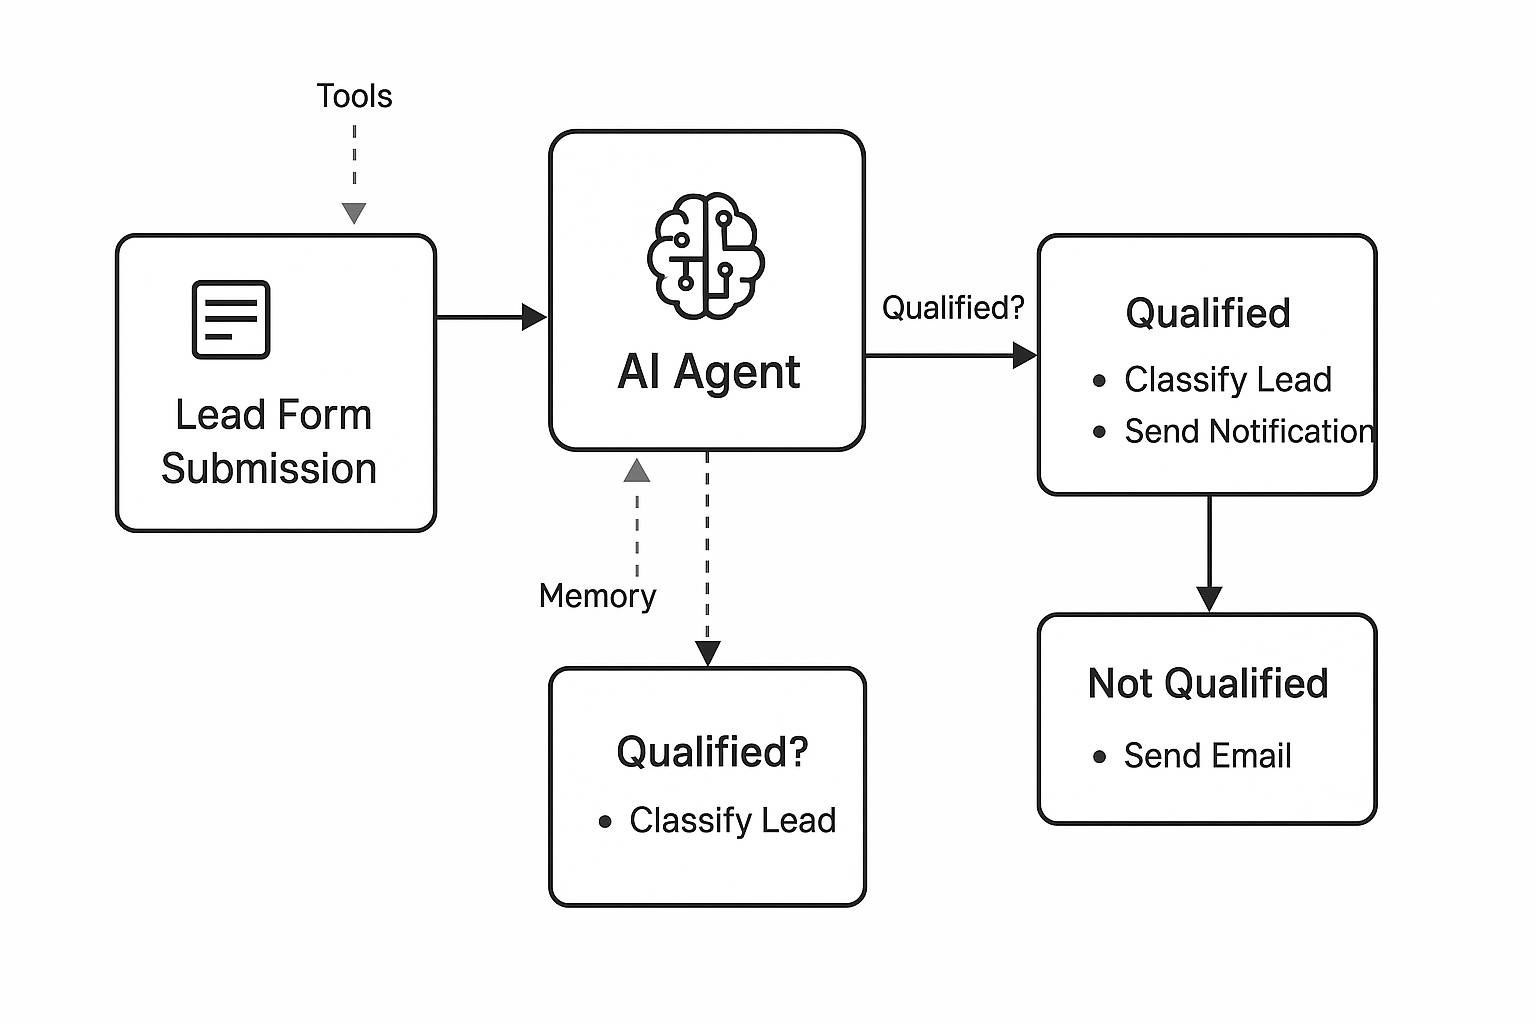 Tools
Lead Form
Submission
AI Agent
Qualified?
Qualified
• Classify Lead
• Send Notification
Memory
Qualified?
• Classify Lead
Not Qualified
• Send Email